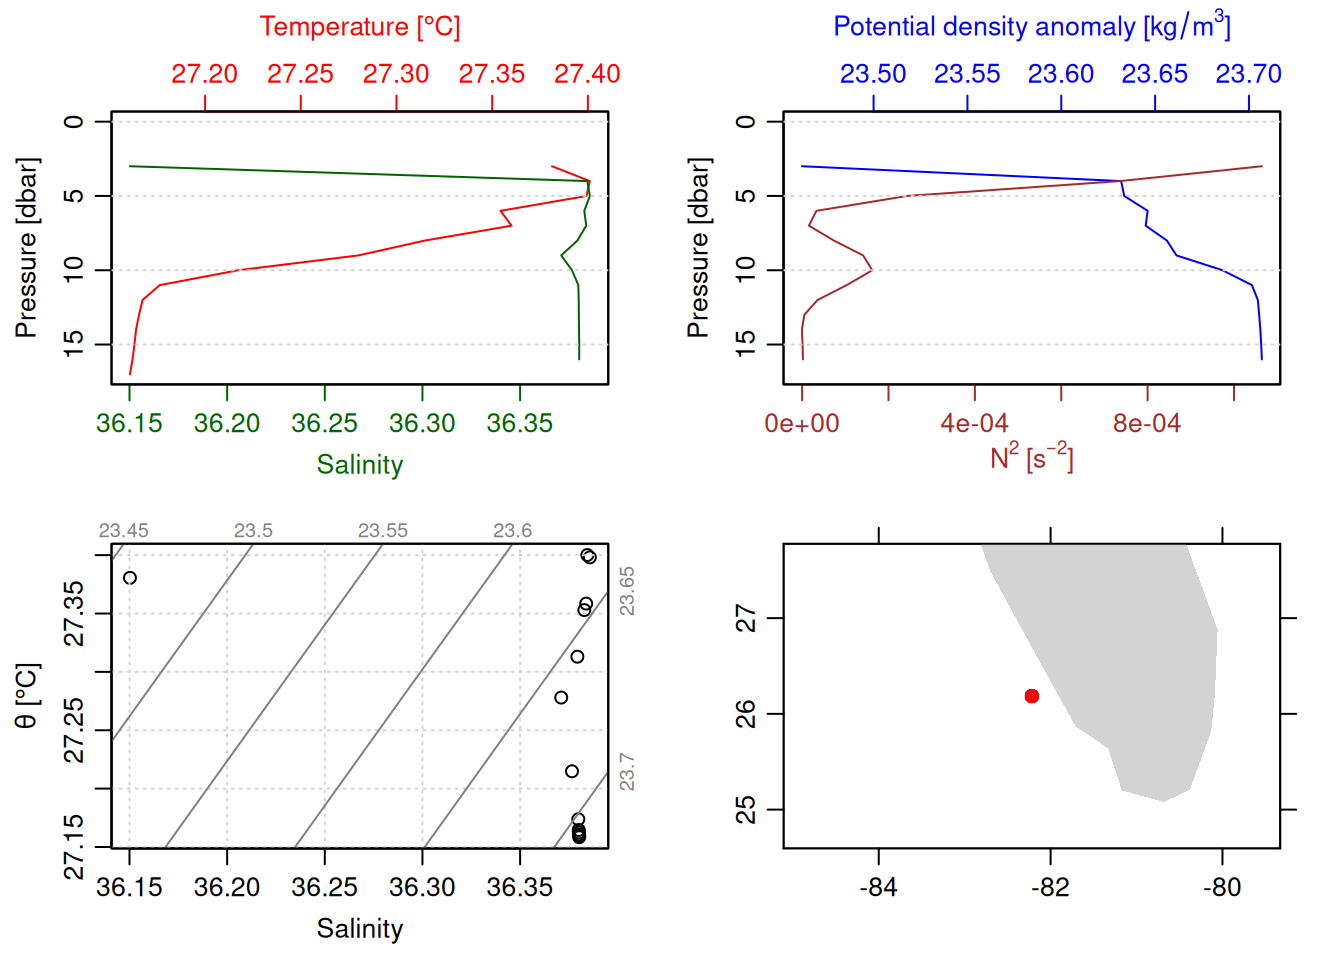 Temperature [°C]
27.20 27.25 27.30 27.35 27.40
Pressure [dbar]
0
5
10
15
36.15 36.20 36.25 36.30 36.35
Salinity
Potential density anomaly [kg/m³]
23.50 23.55 23.60 23.65 23.70
Pressure [dbar]
0
5
10
15
0e+00 4e-04 8e-04
N² [s⁻²]
23.45 23.5 23.55 23.6
23.65
23.7
θ [°C]
27.35
27.25
27.15
36.15 36.20 36.25 36.30 36.35
Salinity
27
26
25
-84 -82 -80